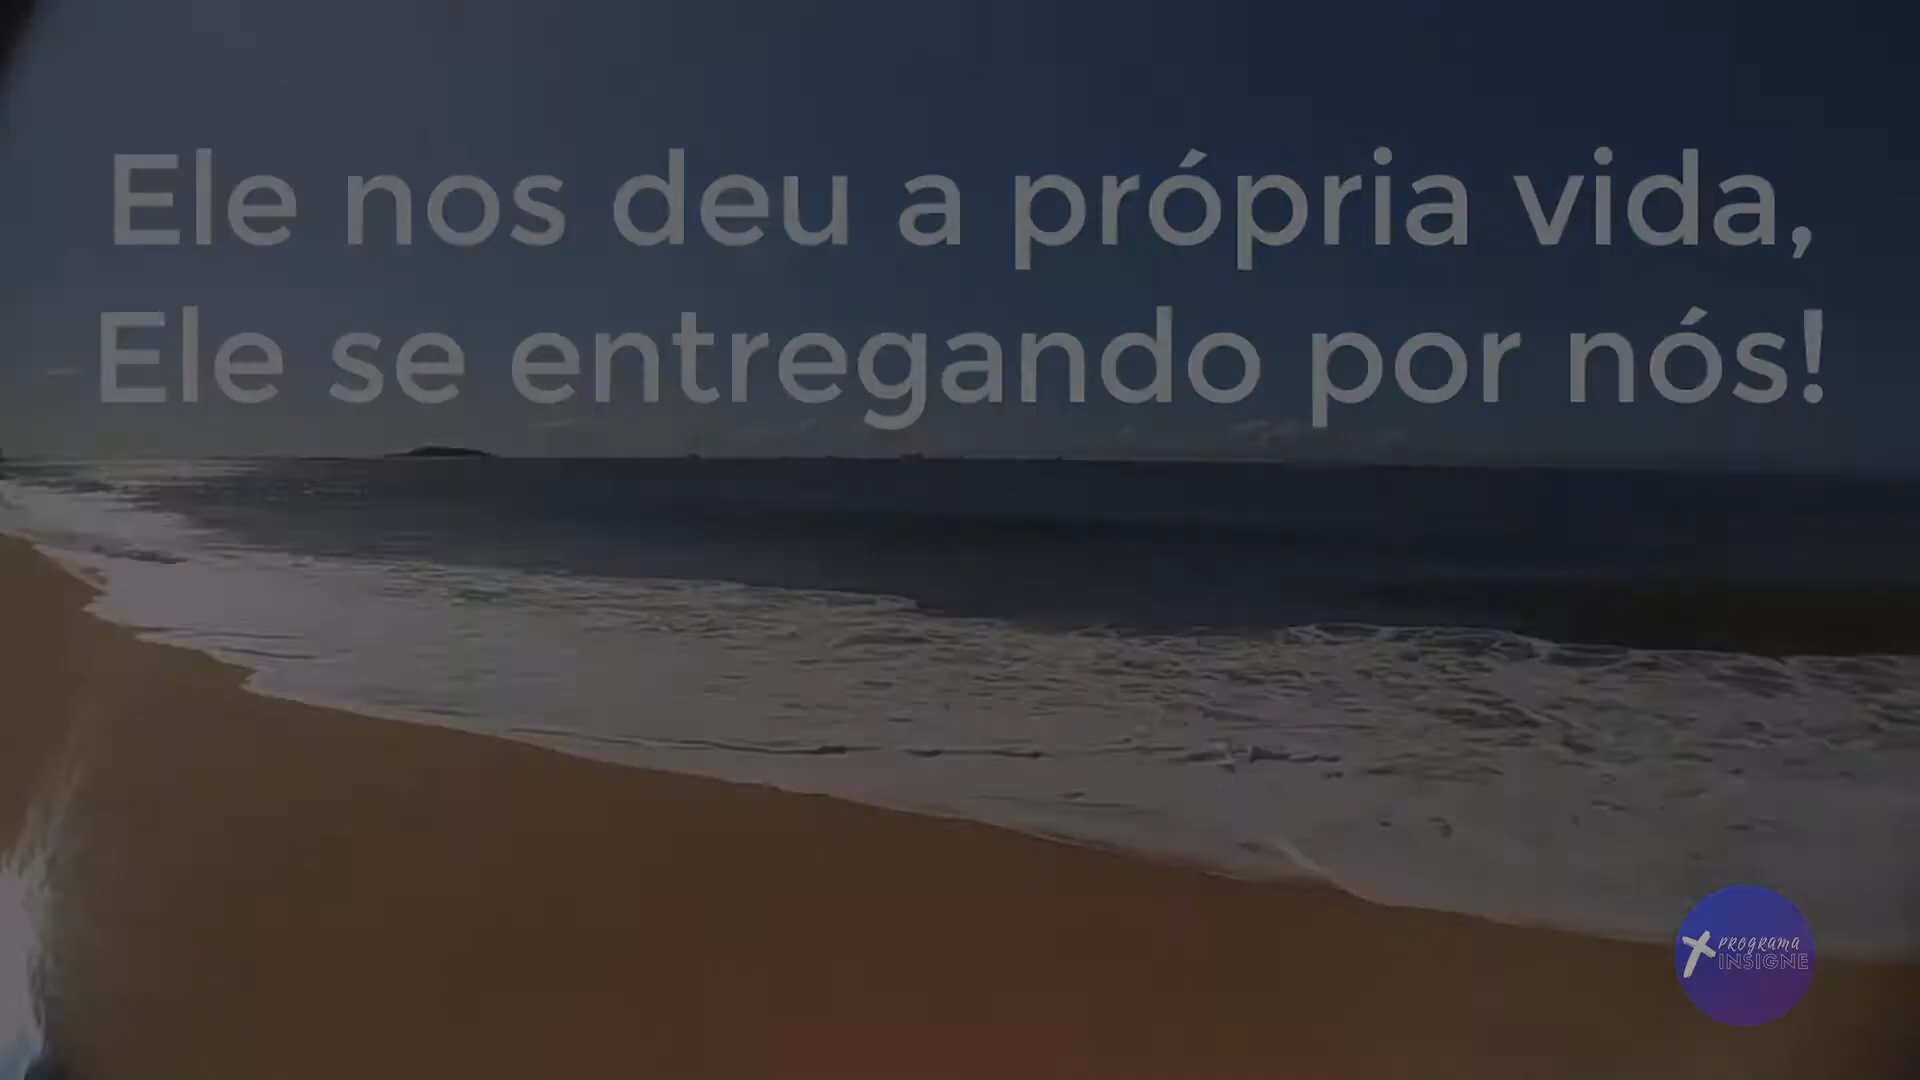 Ele nos deu a própria vida,
Ele se entregando por nós!
PROGRAMA
INSIGNE